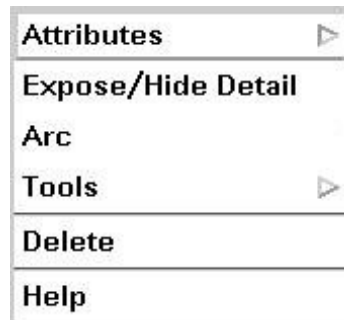 Attributes
Expose/Hide Detail
Arc
Tools
Delete
Help